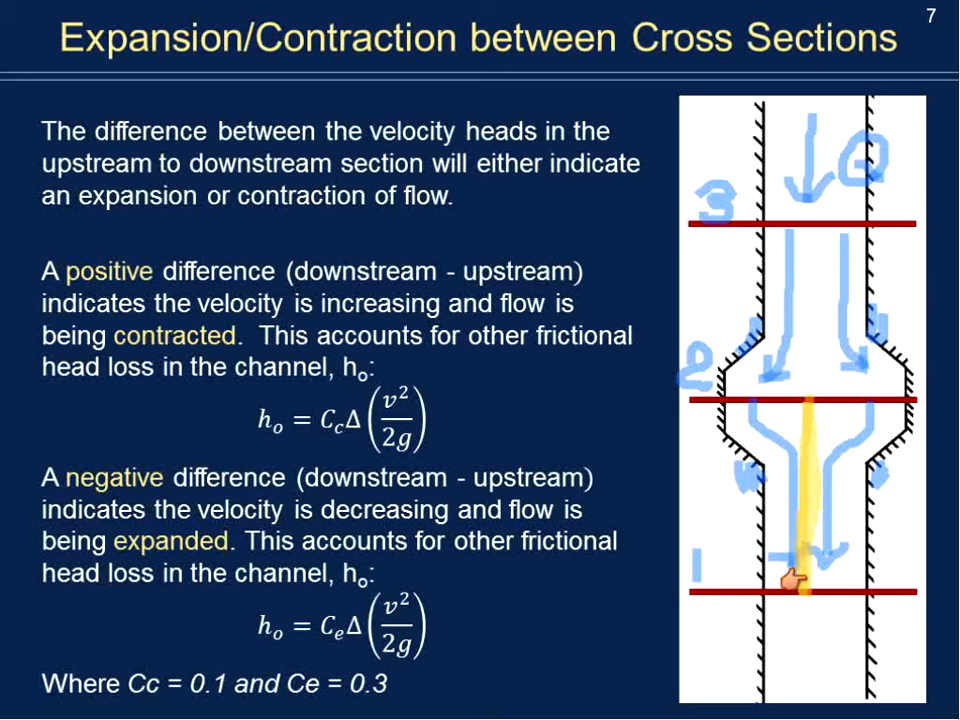 7
Expansion/Contraction between Cross Sections
The difference between the velocity heads in the
upstream to downstream section will either indicate
an expansion or contraction of flow.
A positive difference (downstream - upstream)
indicates the velocity is increasing and flow is
being contracted. This accounts for other frictional
head loss in the channel, hₒ:
hₒ = C_cΔ(v²/2g)
A negative difference (downstream - upstream)
indicates the velocity is decreasing and flow is
being expanded. This accounts for other frictional
head loss in the channel, hₒ:
hₒ = CₑΔ(v²/2g)
Where Cc = 0.1 and Ce = 0.3
3
2
1